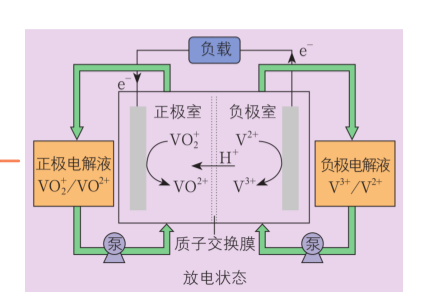 负载
e⁻
e⁻
正极室 负极室
VO₂⁺ V²⁺
H⁺
VO²⁺ V³⁺
正极电解液
VO₂⁺/VO²⁺
负极电解液
V³⁺/V²⁺
泵 质子交换膜 泵
放电状态